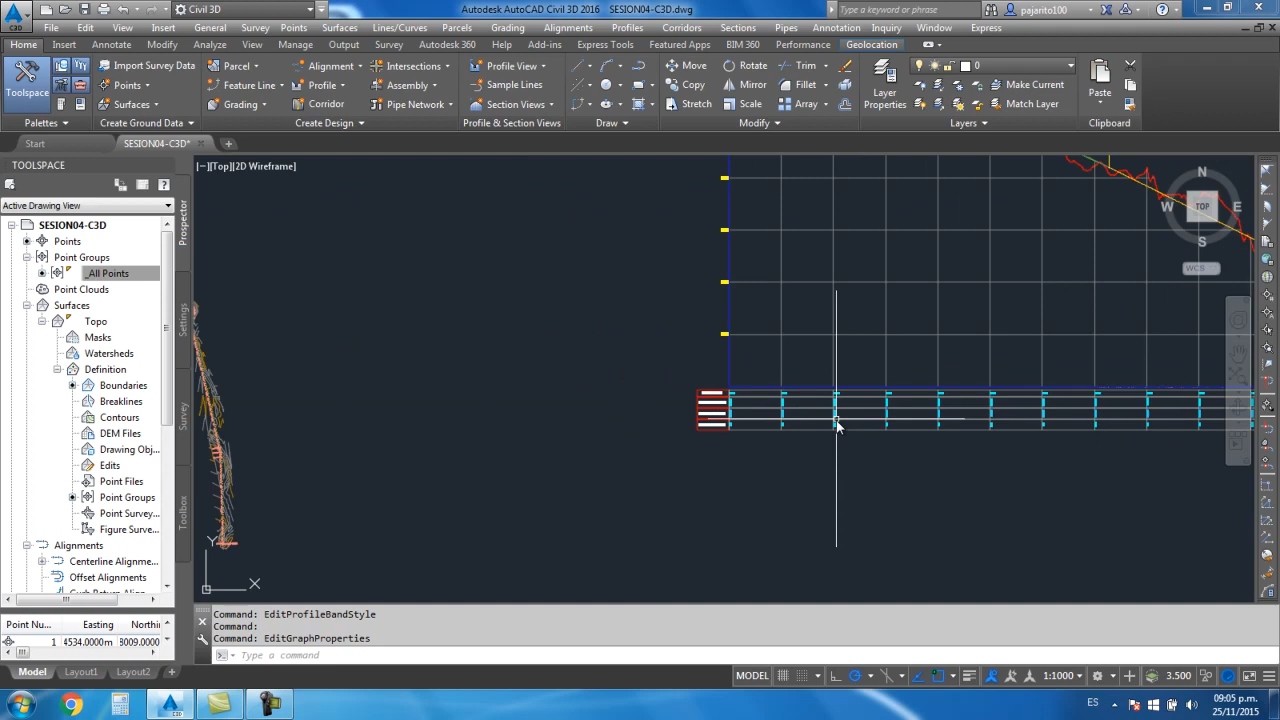 Civil 3D
Autodesk AutoCAD Civil 3D 2016 SESION04-C3D.dwg
Type a keyword or phrase
pajarito100
C3D
File Edit View Insert General Survey Points Surfaces Lines/Curves Parcels Grading Alignments Profiles Corridors Sections Pipes Annotation Inquiry Window Express
Home Insert Annotate Modify Analyze View Manage Output Survey Autodesk 360 Help Add-ins Express Tools Featured Apps BIM 360 Performance Geolocation
Toolspace
Import Survey Data
Points
Surfaces
Parcel
Feature Line
Grading
Alignment
Profile
Corridor
Intersections
Assembly
Pipe Network
Profile View
Sample Lines
Section Views
Move
Copy
Stretch
Rotate
Mirror
Scale
Trim
Fillet
Array
Layer
Properties
0
Make Current
Match Layer
Paste
Palettes
Create Ground Data
Create Design
Profile & Section Views
Draw
Modify
Layers
Clipboard
Start
SESION04-C3D*
TOOLSPACE
Active Drawing View
SESION04-C3D
Points
Point Groups
_All Points
Point Clouds
Surfaces
Topo
Masks
Watersheds
Definition
Boundaries
Breaklines
Contours
DEM Files
Drawing Obj...
Edits
Point Files
Point Groups
Point Survey...
Figure Surve...
Alignments
Centerline Alignme...
Offset Alignments
Prospector
Settings
Survey
Toolbox
Point Nu... Easting Northi
1 4534.0000m 8009.0000m
[−][Top][2D Wireframe]
N
W
TOP
E
S
WCS
Y
X
Command: EditProfileBandStyle
Command:
Command: EditGraphProperties
Type a command
Model Layout1 Layout2
MODEL
1:1000
3.500
ES
09:05 p.m.
25/11/2015